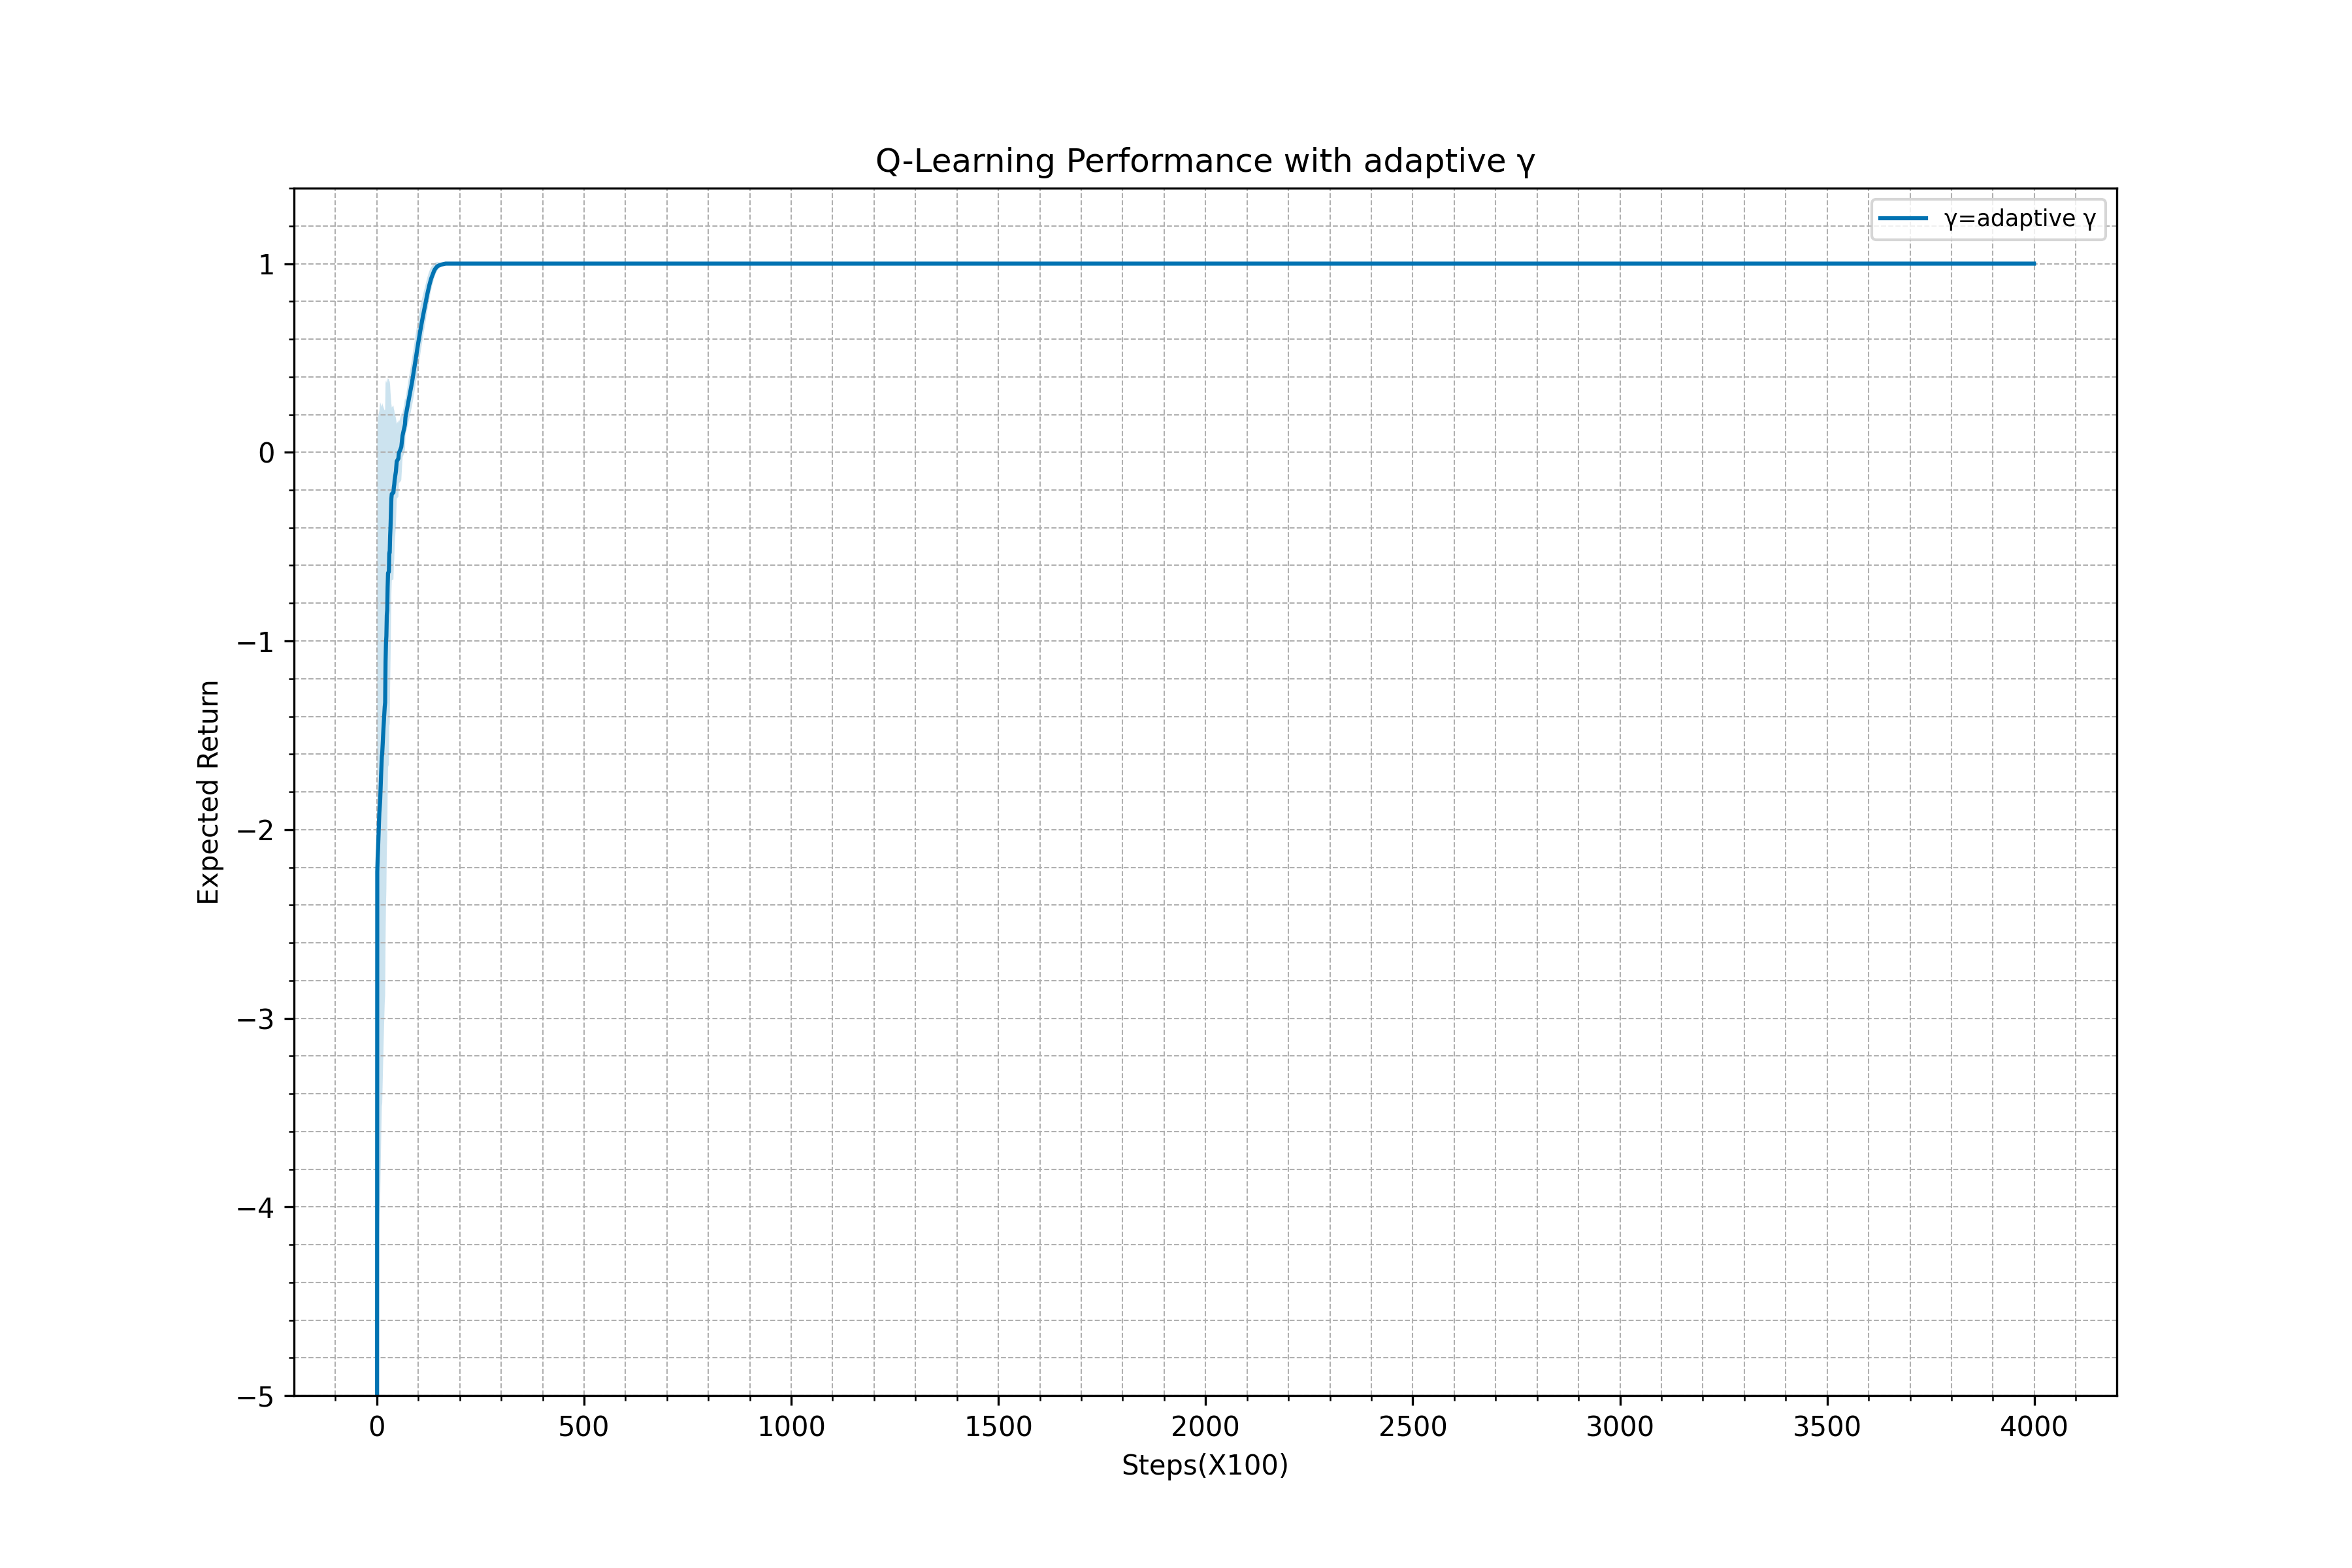 Q-Learning Performance with adaptive γ
γ=adaptive γ
1
0
−1
−2
−3
−4
−5
Expected Return
0 500 1000 1500 2000 2500 3000 3500 4000
Steps(X100)